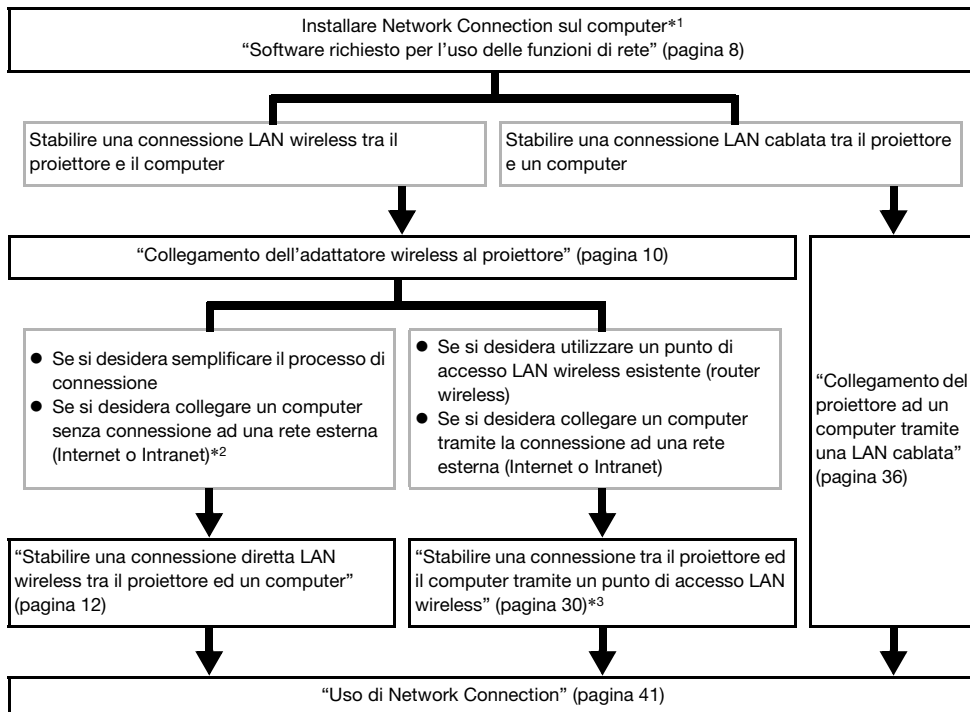 Installare Network Connection sul computer*1
“Software richiesto per l’uso delle funzioni di rete” (pagina 8)
Stabilire una connessione LAN wireless tra il
proiettore e il computer
Stabilire una connessione LAN cablata tra il proiettore
e un computer
“Collegamento dell’adattatore wireless al proiettore” (pagina 10)
● Se si desidera semplificare il processo di
connessione
● Se si desidera collegare un computer
senza connessione ad una rete esterna
(Internet o Intranet)*2
● Se si desidera utilizzare un punto di
accesso LAN wireless esistente (router
wireless)
● Se si desidera collegare un computer
tramite la connessione ad una rete
esterna (Internet o Intranet)
“Collegamento del
proiettore ad un
computer tramite
una LAN cablata”
(pagina 36)
“Stabilire una connessione diretta LAN
wireless tra il proiettore ed un computer”
(pagina 12)
“Stabilire una connessione tra il proiettore ed
il computer tramite un punto di accesso LAN
wireless” (pagina 30)*3
“Uso di Network Connection” (pagina 41)